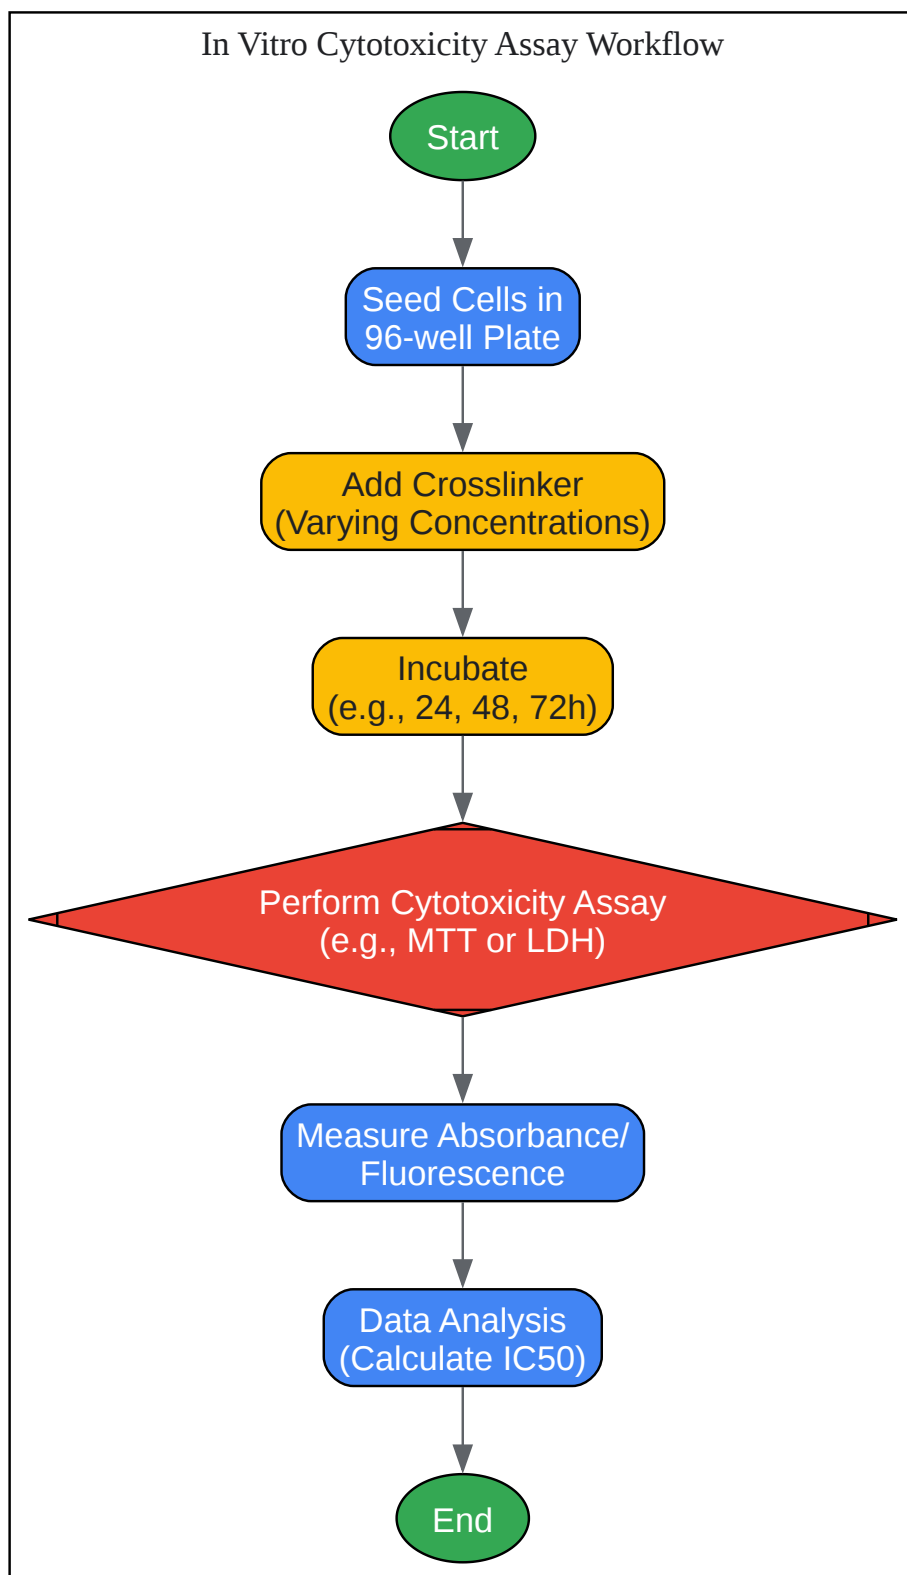 In Vitro Cytotoxicity Assay Workflow
Start
Seed Cells in
96-well Plate
Add Crosslinker
(Varying Concentrations)
Incubate
(e.g., 24, 48, 72h)
Perform Cytotoxicity Assay
(e.g., MTT or LDH)
Measure Absorbance/
Fluorescence
Data Analysis
(Calculate IC50)
End